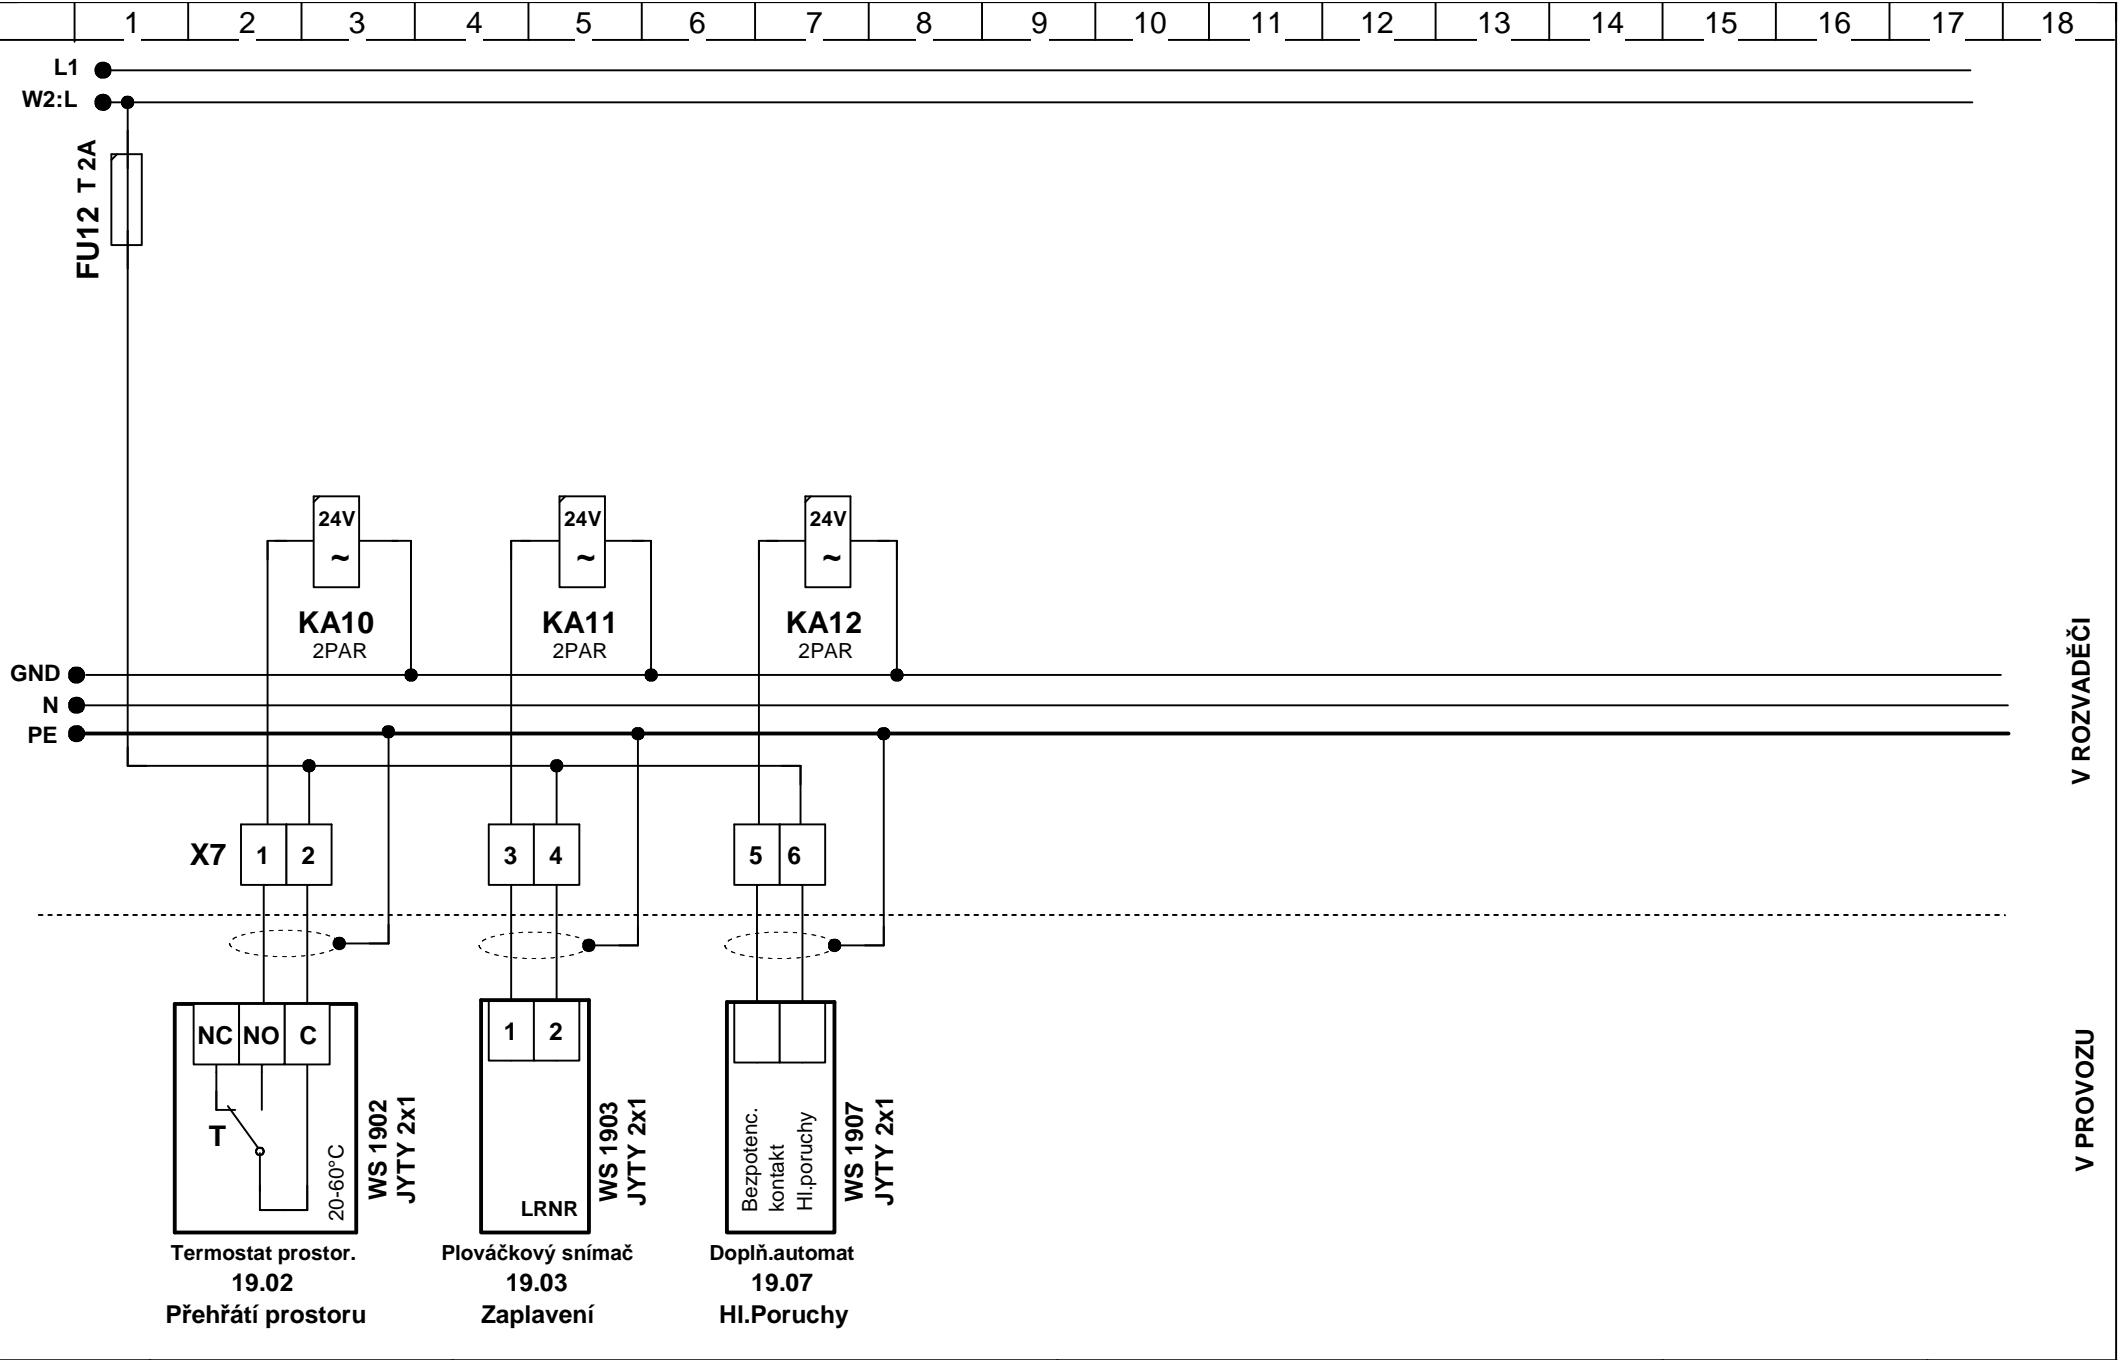 1 2 3 4 5 6 7 8 9 10 11 12 13 14 15 16 17 18
L1
W2:L
FU12 T 2A
24V 24V 24V
~ ~ ~
KA10 KA11 KA12
2PAR 2PAR 2PAR
GND
N
PE
V ROZVADĚČI
X7 1 2 3 4 5 6
NC NO C
T
20-60°C
WS 1902
JYTY 2x1
1 2
LRNR
WS 1903
JYTY 2x1
Bezpotenc.
kontakt
Hl.poruchy
WS 1907
JYTY 2x1
V PROVOZU
Termostat prostor.
19.02
Přehřátí prostoru
Plováčkový snímač
19.03
Zaplavení
Doplň.automat
19.07
Hl.Poruchy